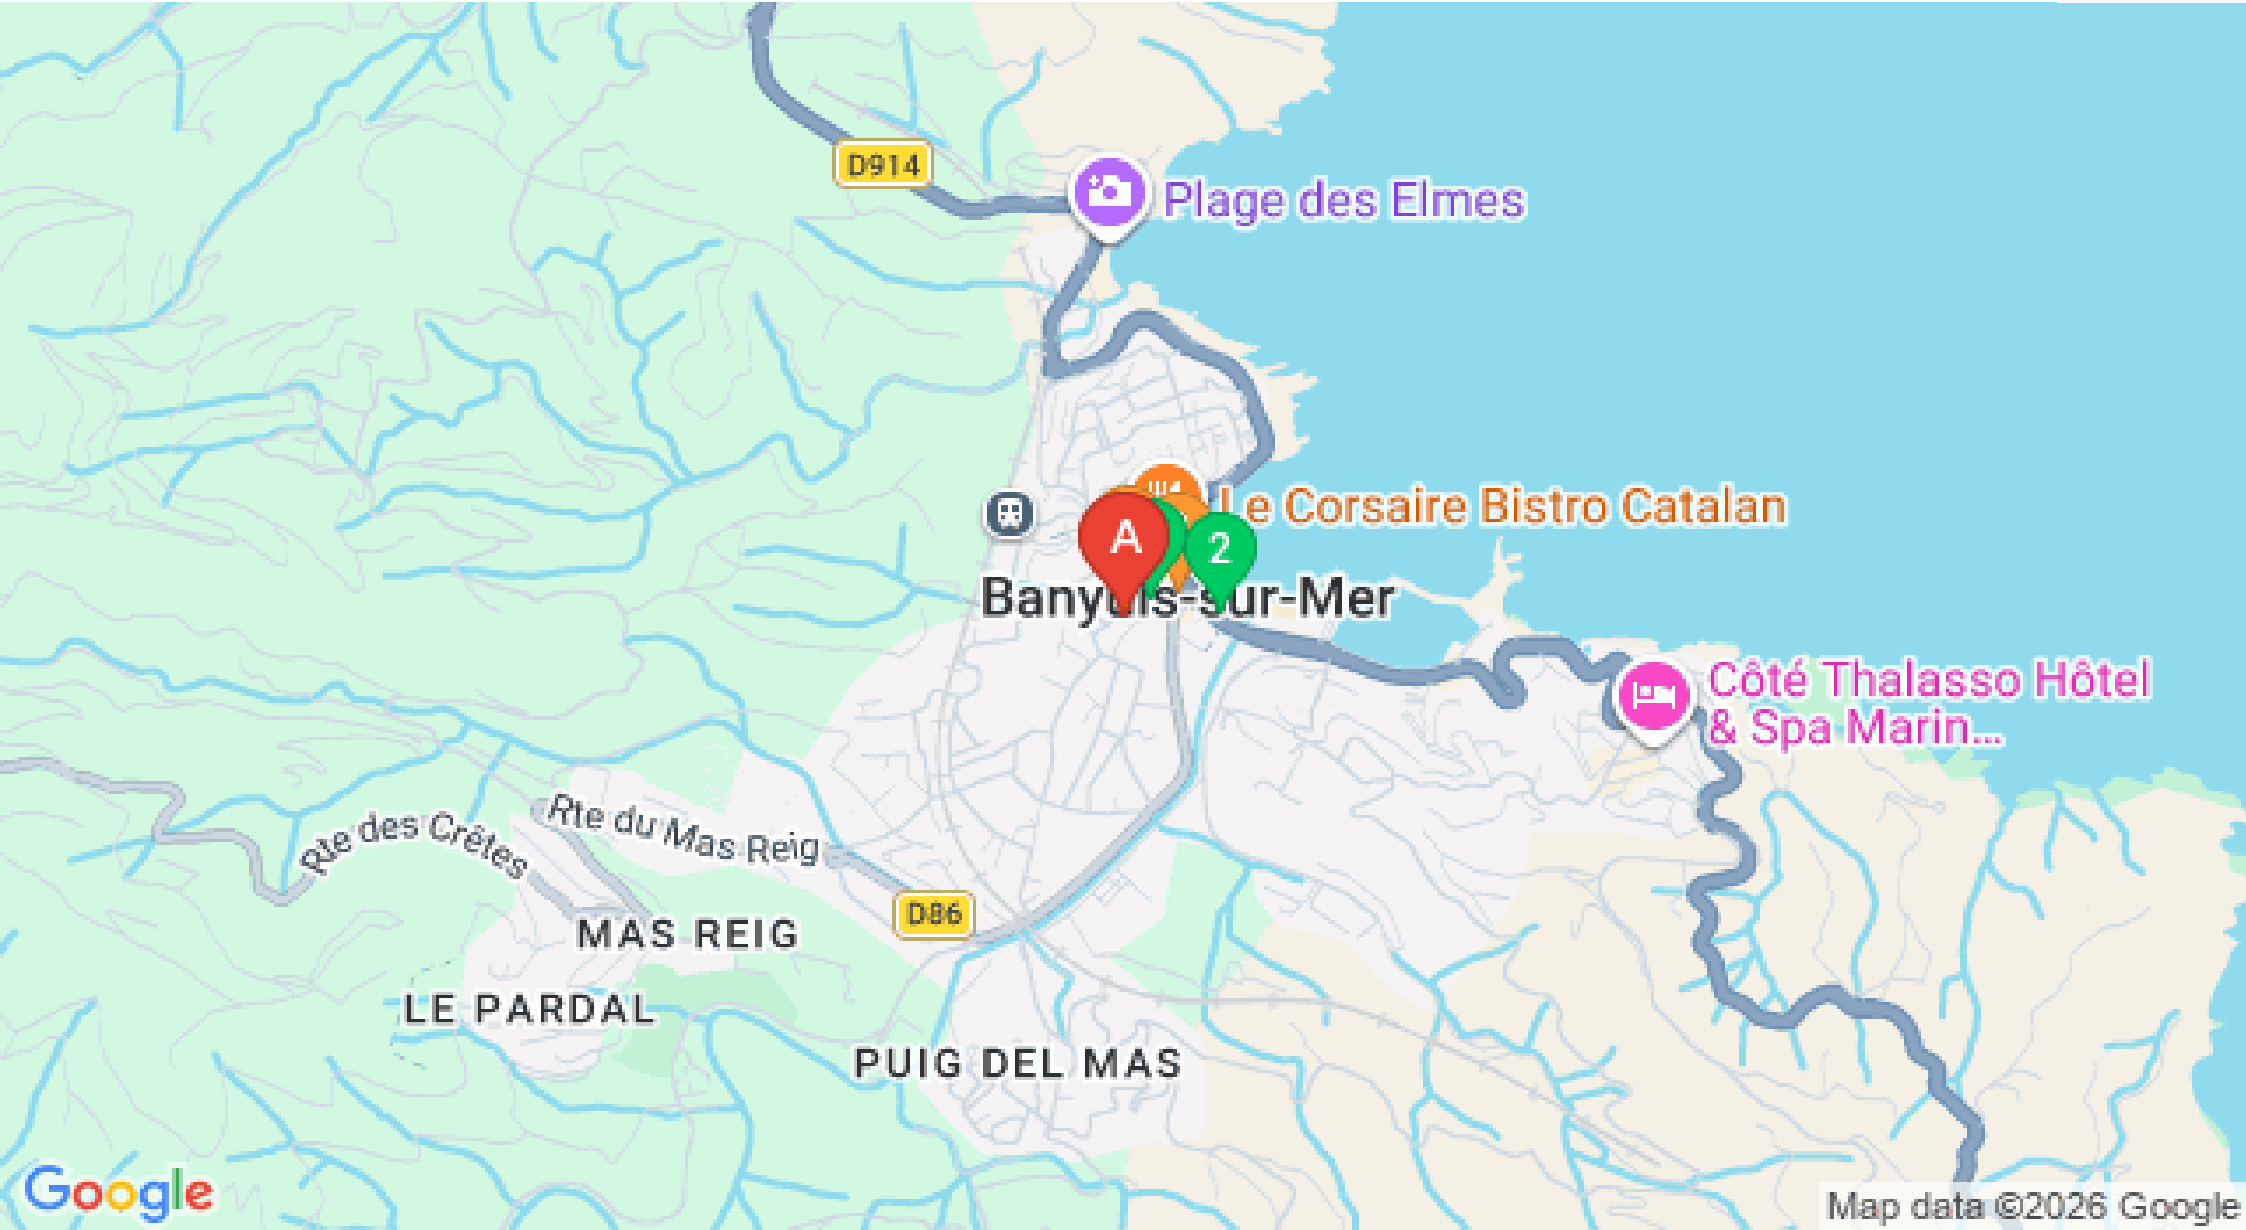 D914
Plage des Elmes
Le Corsaire Bistro Catalan
A
2
Banyuls-sur-Mer
Côté Thalasso Hôtel
& Spa Marin...
Rte des Crêtes
Rte du Mas Reig
D86
MAS REIG
LE PARDAL
PUIG DEL MAS
Google
Map data ©2026 Google